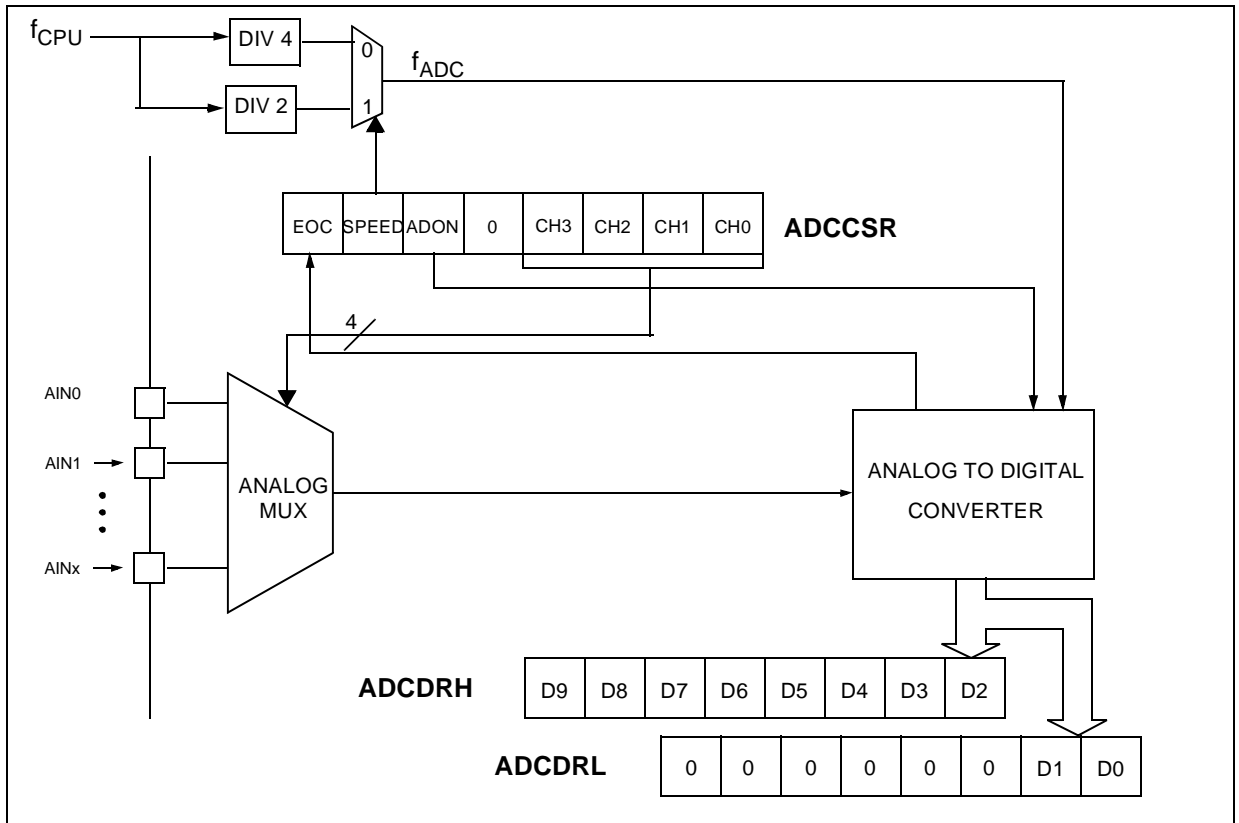 fCPU
DIV 4
0
fADC
DIV 2
1
EOC SPEED ADON 0 CH3 CH2 CH1 CH0 ADCCSR
4
AIN0
AIN1
ANALOG
MUX
ANALOG TO DIGITAL
CONVERTER
AINx
ADCDRH D9 D8 D7 D6 D5 D4 D3 D2
ADCDRL 0 0 0 0 0 0 D1 D0